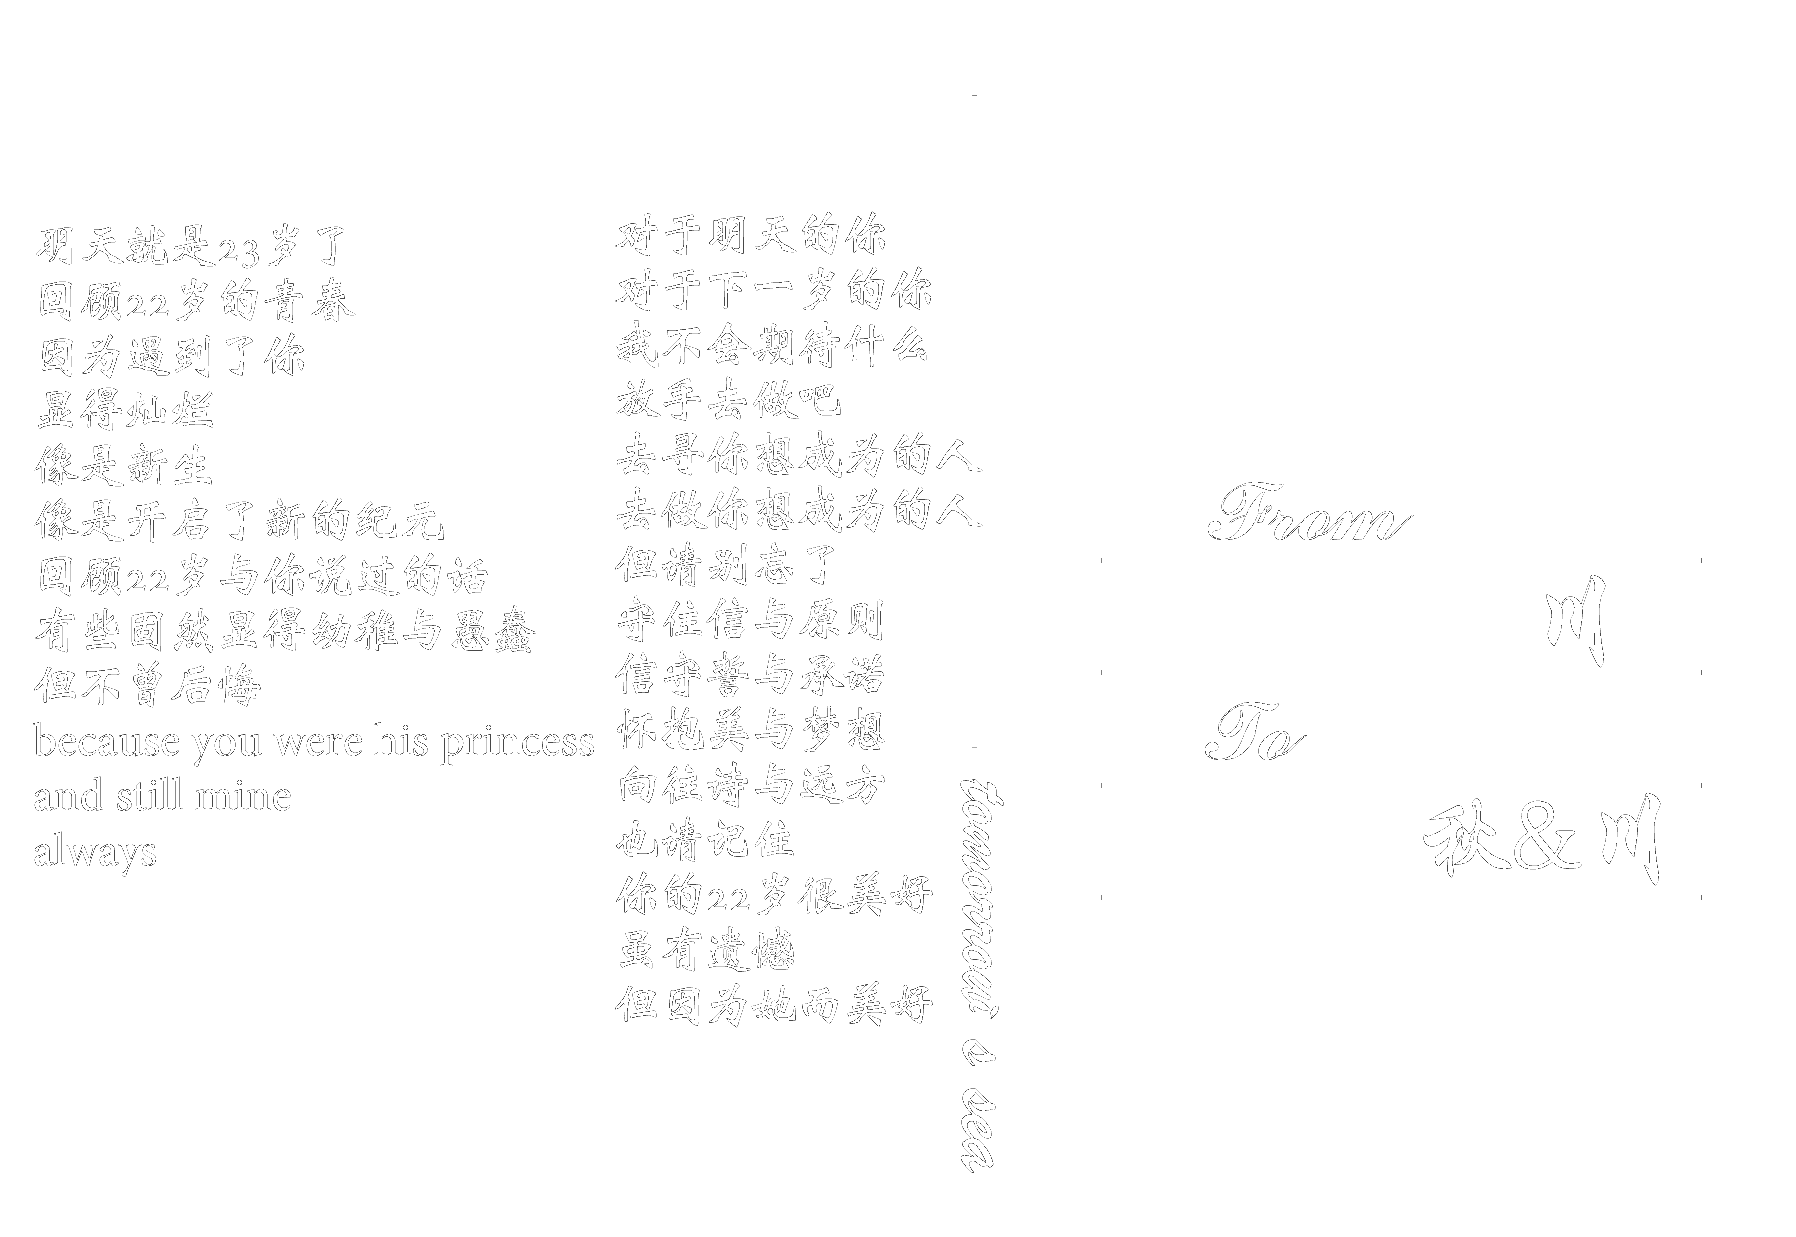 明天就是23岁了
回顾22岁的青春
因为遇到了你
显得灿烂
像是新生
像是开启了新的纪元
回顾22岁与你说过的话
有些固然显得幼稚与愚蠢
但不曾后悔
because you were his princess
and still mine
always
对于明天的你
对于下一岁的你
我不会期待什么
放手去做吧
去寻你想成为的人
去做你想成为的人
但请别忘了
守住信与原则
信守誓与承诺
怀抱美与梦想
向往诗与远方
也请记住
你的22岁很美好
虽有遗憾
但因为她而美好
tomorrow s sea
From
川
To
秋&川